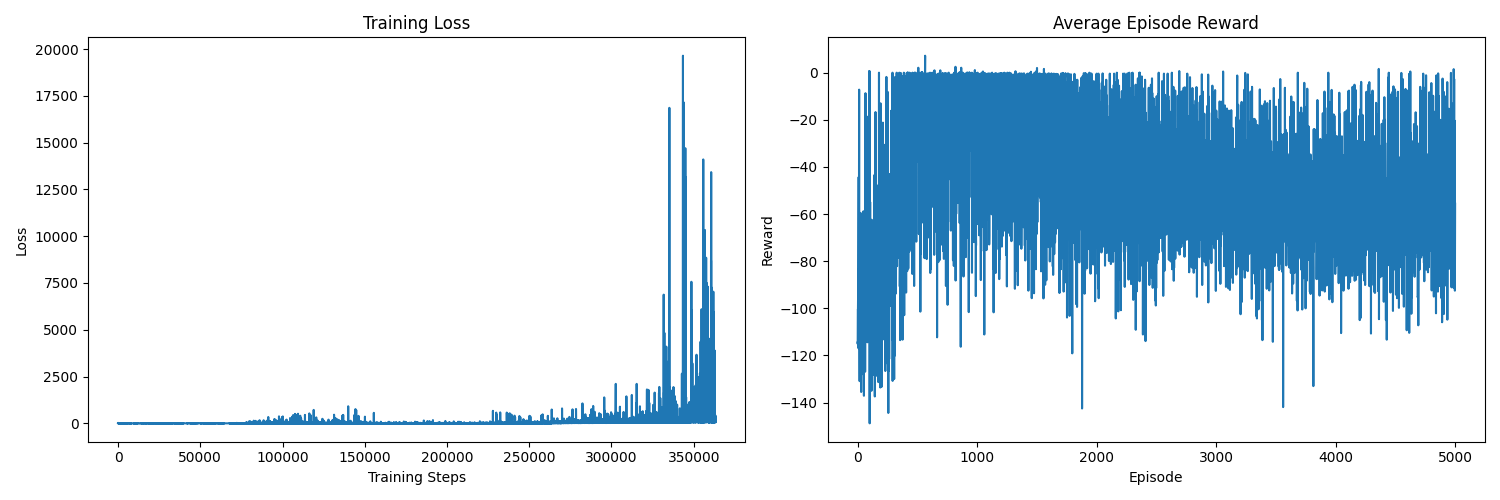 Training Loss
Loss
20000
17500
15000
12500
10000
7500
5000
2500
0
0 50000 100000 150000 200000 250000 300000 350000
Training Steps
Average Episode Reward
Reward
0
−20
−40
−60
−80
−100
−120
−140
0 1000 2000 3000 4000 5000
Episode